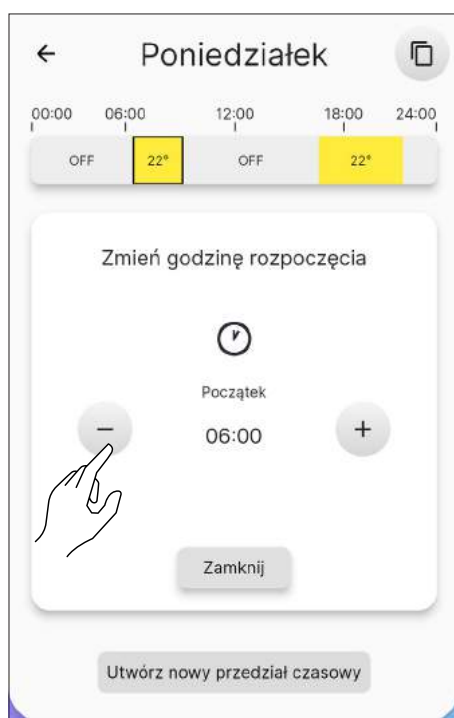 Poniedziałek
00:00 06:00 12:00 18:00 24:00
OFF 22° OFF 22°
Zmień godzinę rozpoczęcia
Początek
06:00
Zamknij
Utwórz nowy przedział czasowy